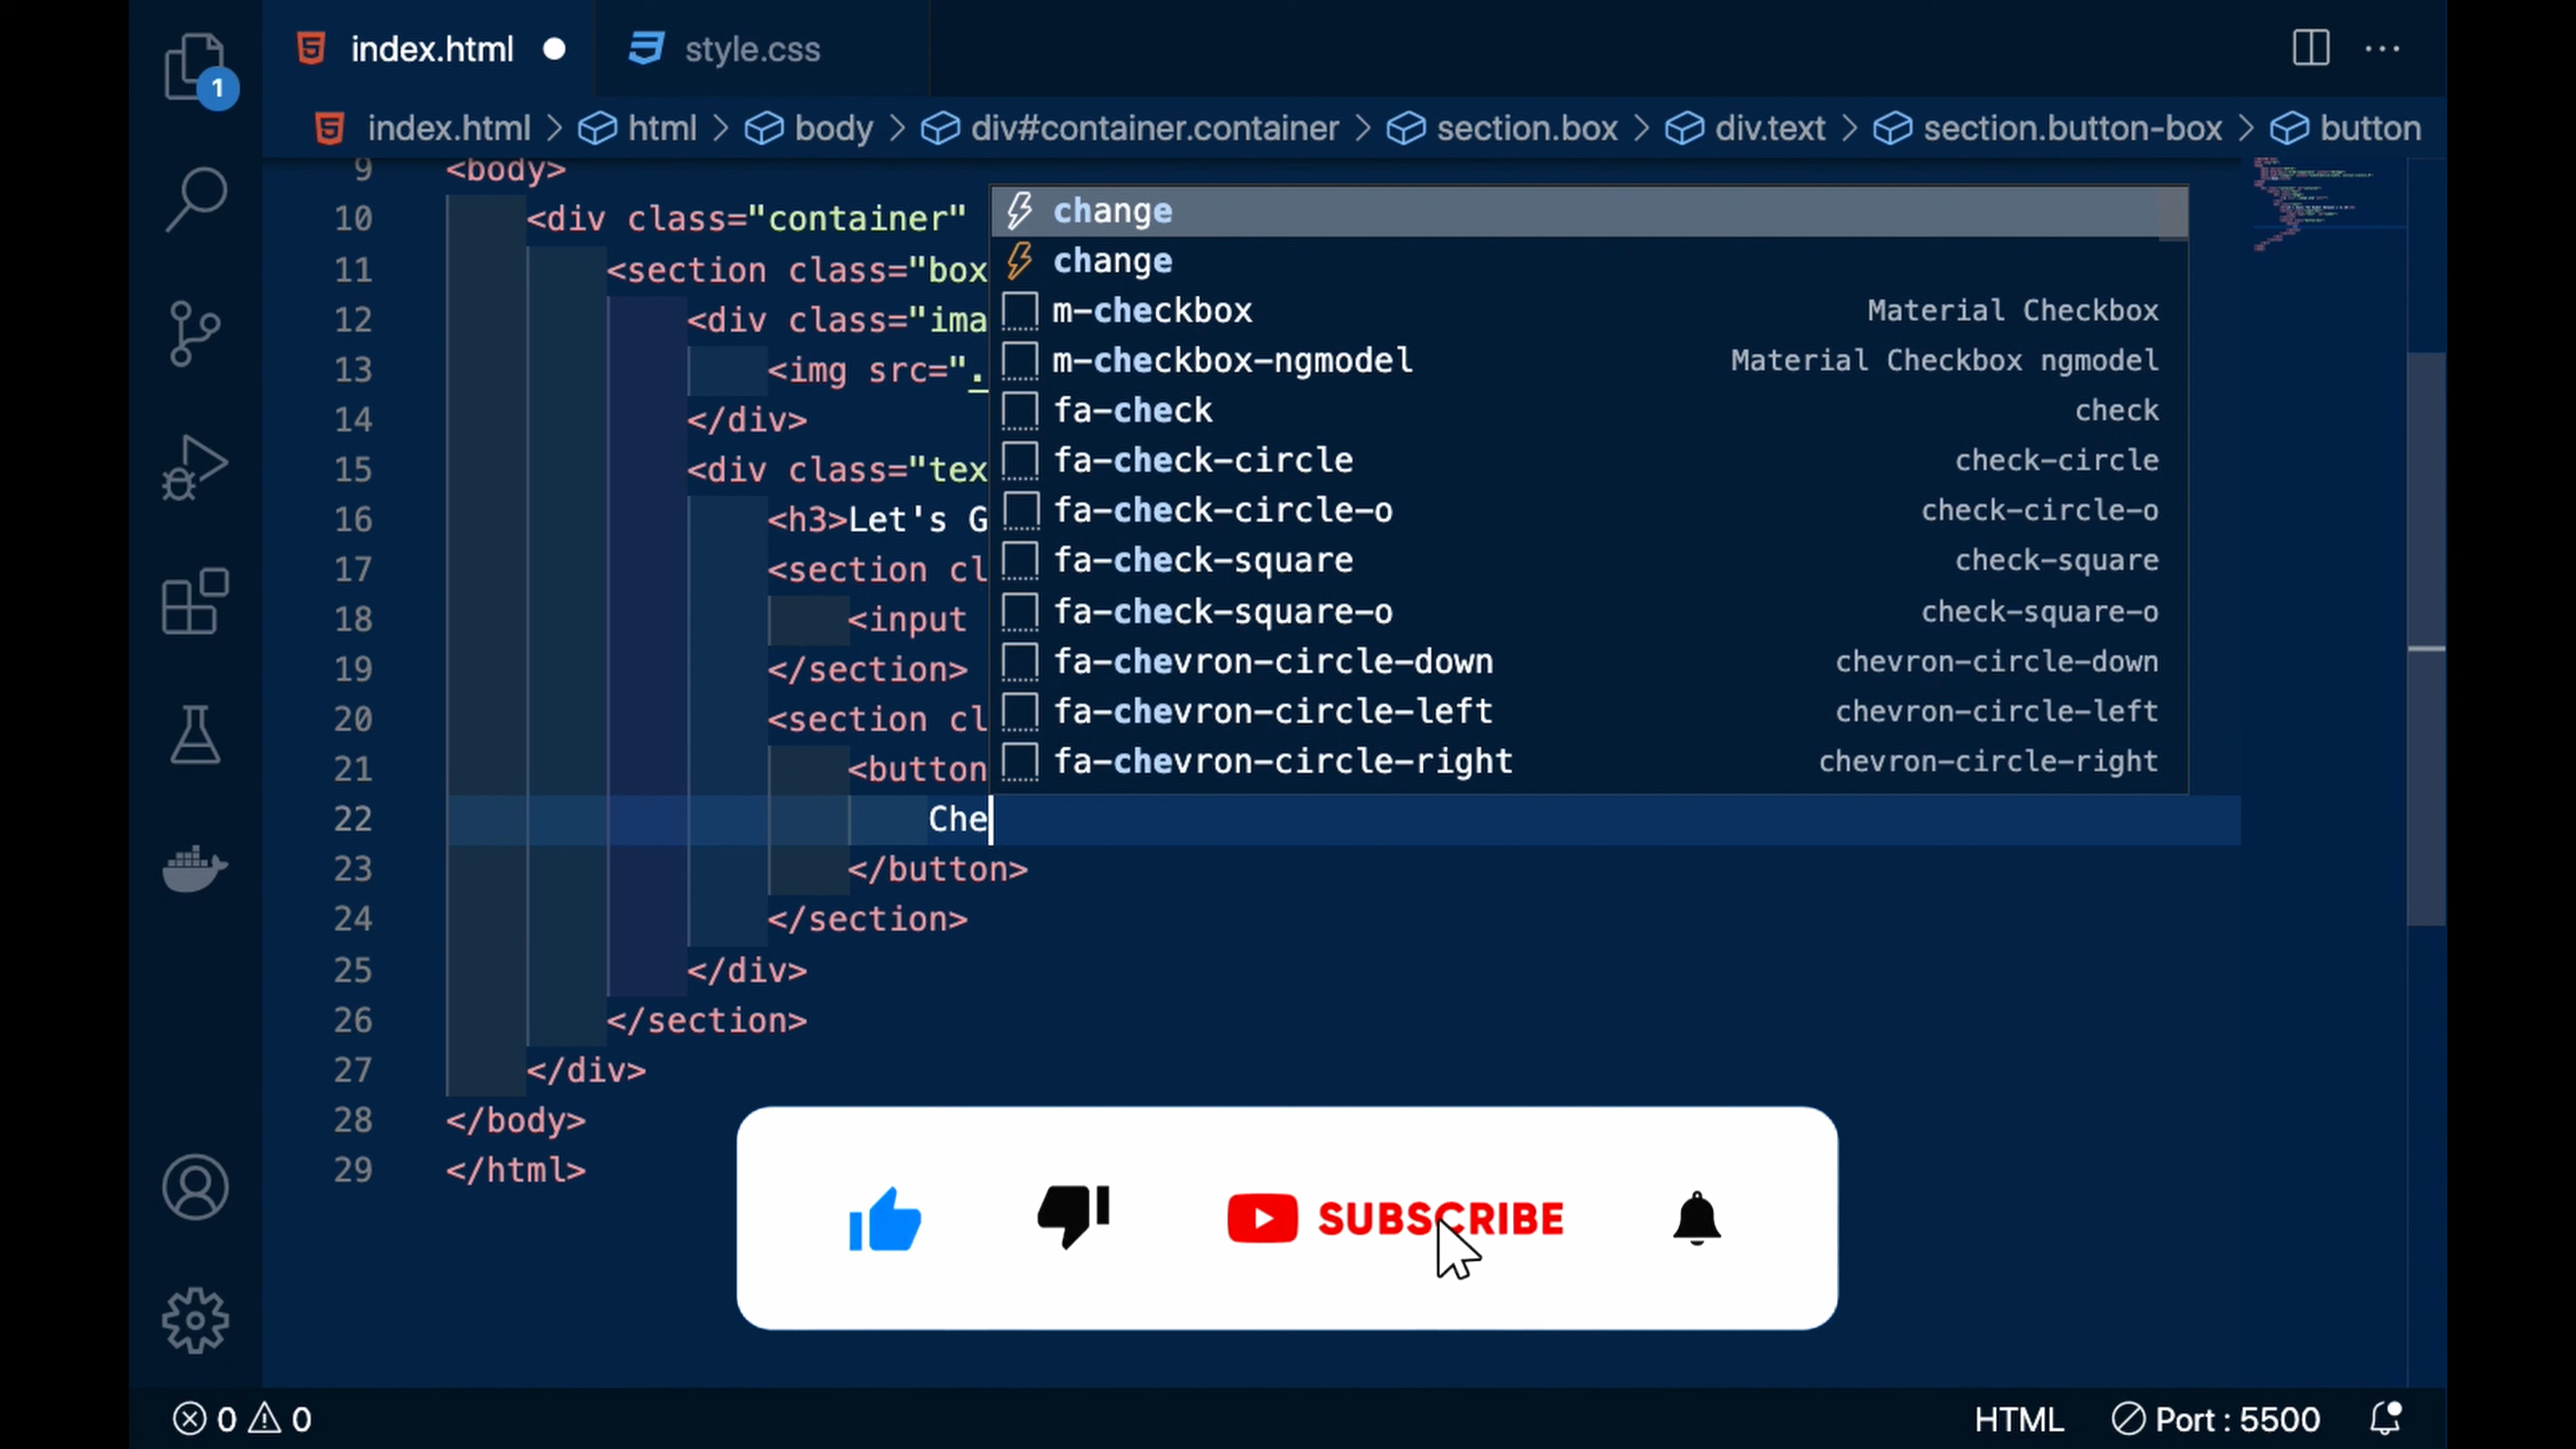 1
index.html
style.css
index.html > html > body > div#container.container > section.box > div.text > section.button-box > button
9 <body>
10 <div class="container"
11 <section class="box
12 <div class="ima
13 <img src=".
14 </div>
15 <div class="tex
16 <h3>Let's G
17 <section cl
18 <input
19 </section>
20 <section cl
21 <button
22 Che
23 </button>
24 </section>
25 </div>
26 </section>
27 </div>
28 </body>
29 </html>
change
change
m-checkbox Material Checkbox
m-checkbox-ngmodel Material Checkbox ngmodel
fa-check check
fa-check-circle check-circle
fa-check-circle-o check-circle-o
fa-check-square check-square
fa-check-square-o check-square-o
fa-chevron-circle-down chevron-circle-down
fa-chevron-circle-left chevron-circle-left
fa-chevron-circle-right chevron-circle-right
SUBSCRIBE
0 0
HTML
Port : 5500